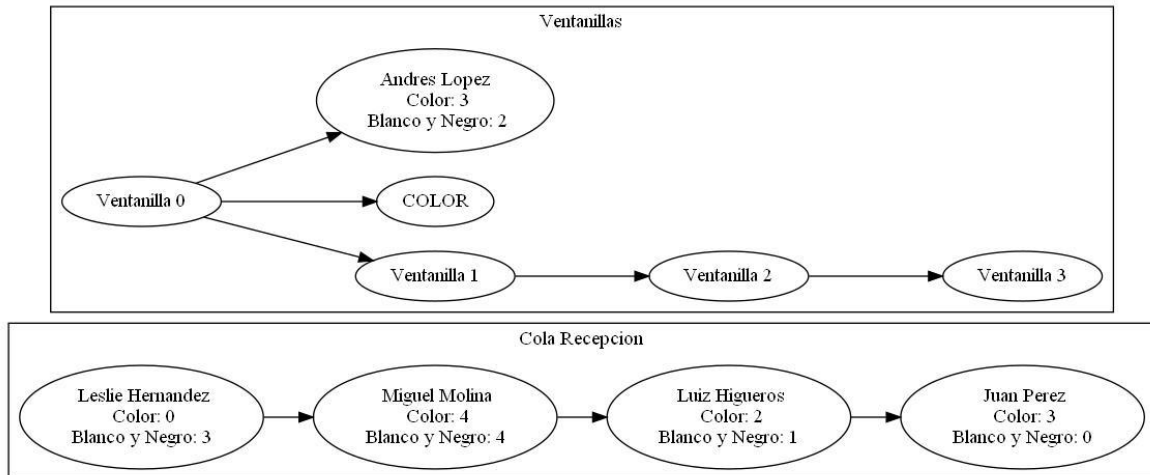 Ventanillas
Andres Lopez
Color: 3
Blanco y Negro: 2
Ventanilla 0
COLOR
Ventanilla 1
Ventanilla 2
Ventanilla 3
Cola Recepcion
Leslie Hernandez
Color: 0
Blanco y Negro: 3
Miguel Molina
Color: 4
Blanco y Negro: 4
Luiz Higueros
Color: 2
Blanco y Negro: 1
Juan Perez
Color: 3
Blanco y Negro: 0